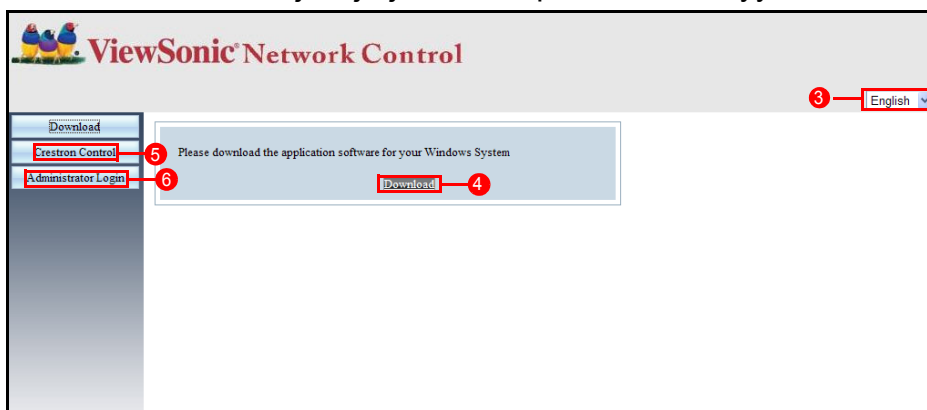 ViewSonic® Network Control
3
English
Download
Crestron Control
5
Please download the application software for your Windows System
Administrator Login
6
Download
4